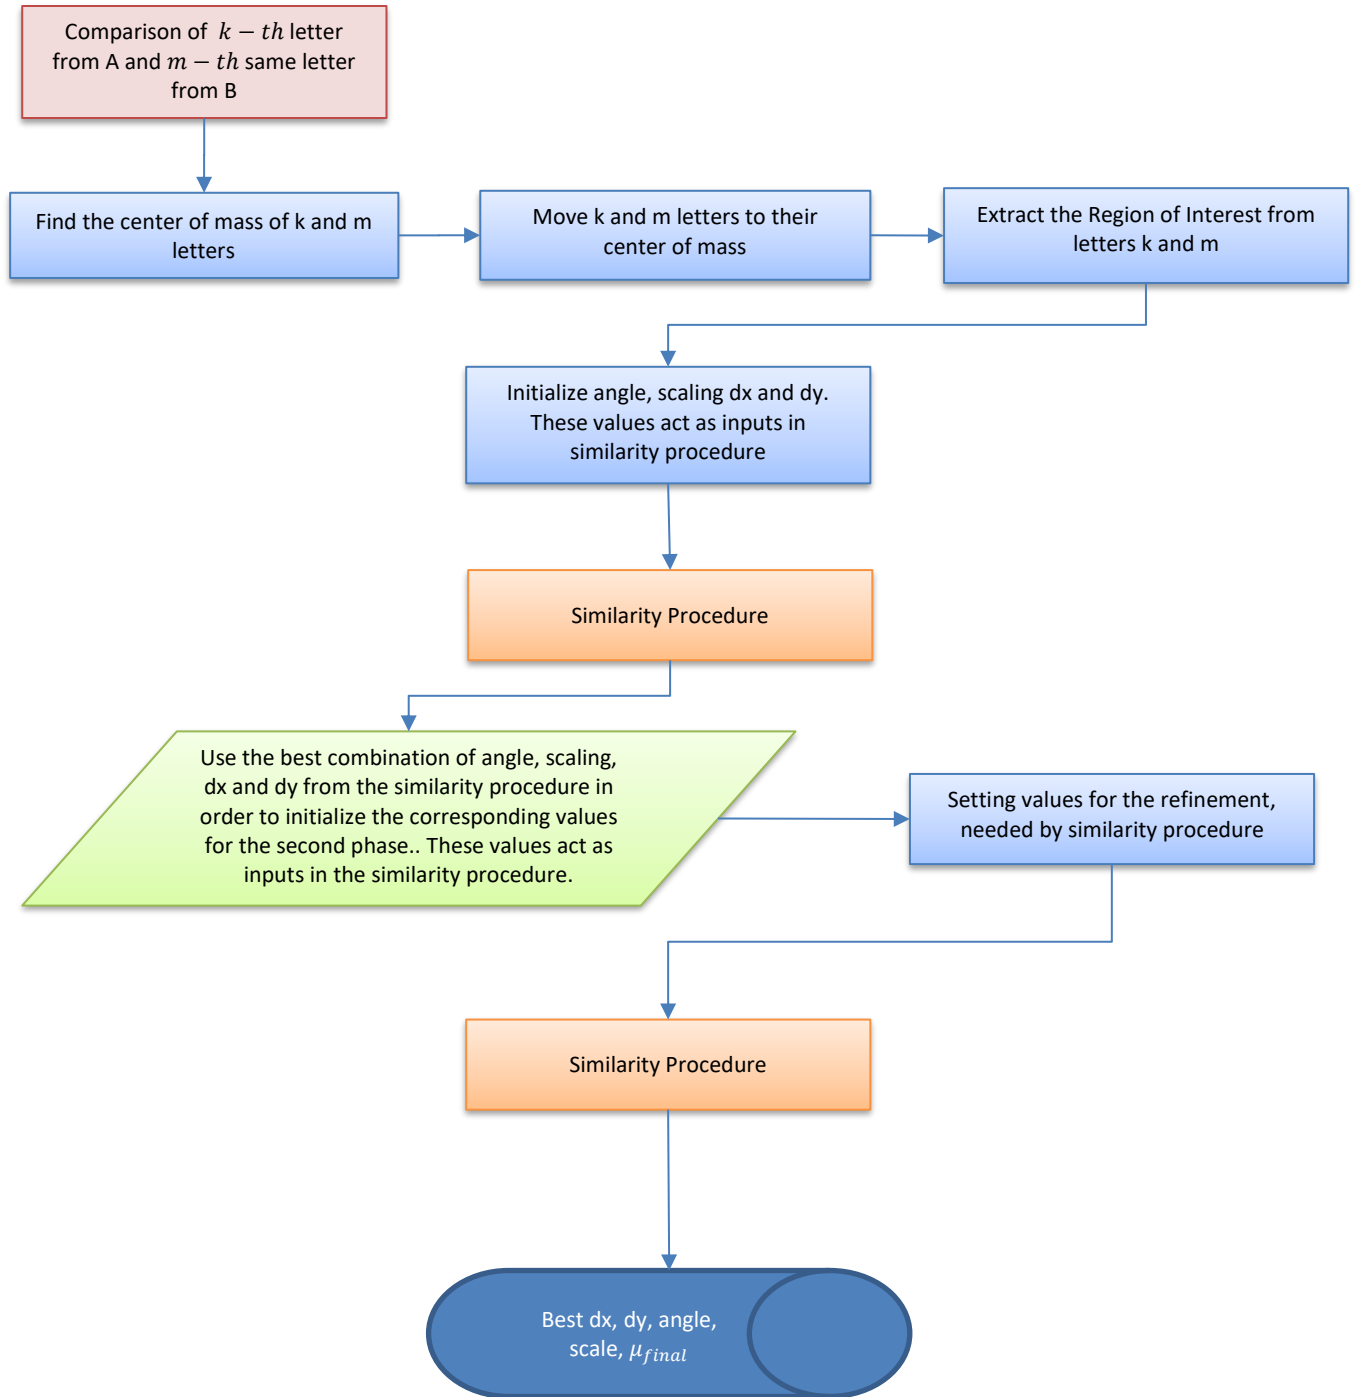 Comparison of k − th letter
from A and m − th same letter
from B
Find the center of mass of k and m
letters
Move k and m letters to their
center of mass
Extract the Region of Interest from
letters k and m
Initialize angle, scaling dx and dy.
These values act as inputs in
similarity procedure
Similarity Procedure
Use the best combination of angle, scaling,
dx and dy from the similarity procedure in
order to initialize the corresponding values
for the second phase.. These values act as
inputs in the similarity procedure.
Setting values for the refinement,
needed by similarity procedure
Similarity Procedure
Best dx, dy, angle,
scale, μ_final